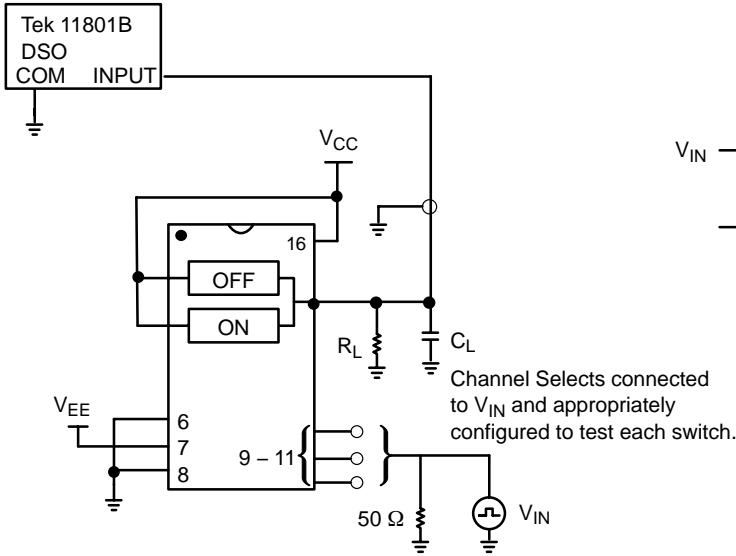 Tek 11801B
DSO
COM INPUT
VCC
VIN
16
OFF
ON
RL
CL
Channel Selects connected
to VIN and appropriately
configured to test each switch.
VEE
6
7
8
9 – 11
50 Ω
VIN